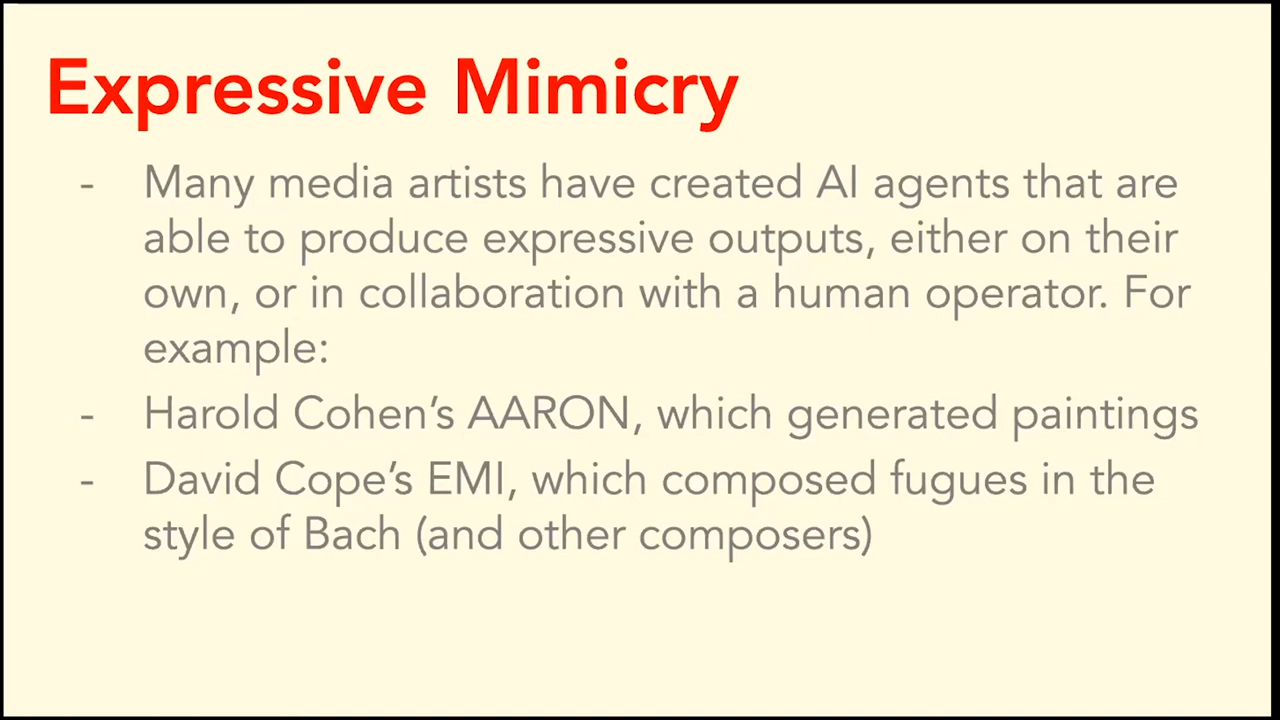 Expressive Mimicry
- Many media artists have created AI agents that are
able to produce expressive outputs, either on their
own, or in collaboration with a human operator. For
example:
- Harold Cohen’s AARON, which generated paintings
- David Cope’s EMI, which composed fugues in the
style of Bach (and other composers)